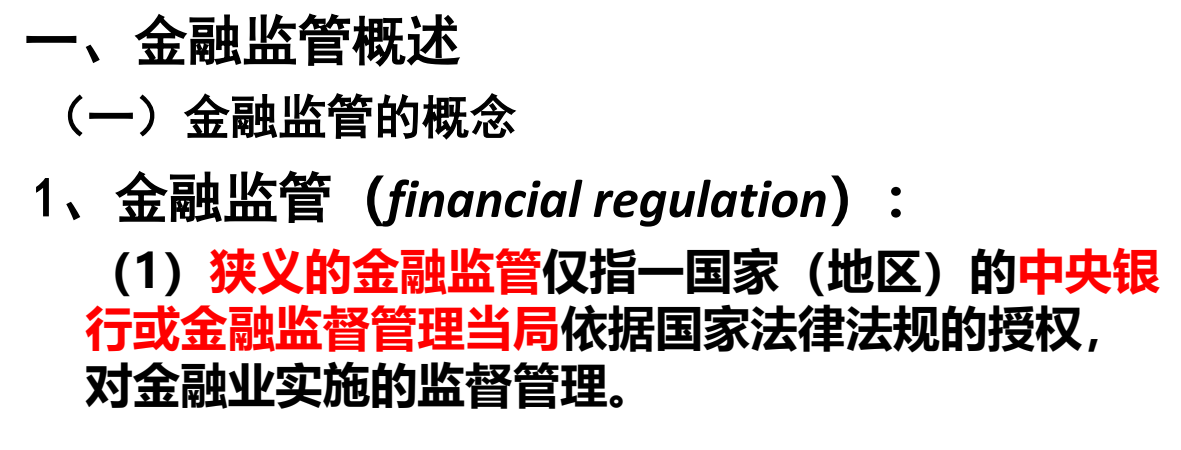 一、金融监管概述
（一）金融监管的概念
1、金融监管（financial regulation）：
（1）狭义的金融监管仅指一国家（地区）的中央银
行或金融监督管理当局依据国家法律法规的授权，
对金融业实施的监督管理。